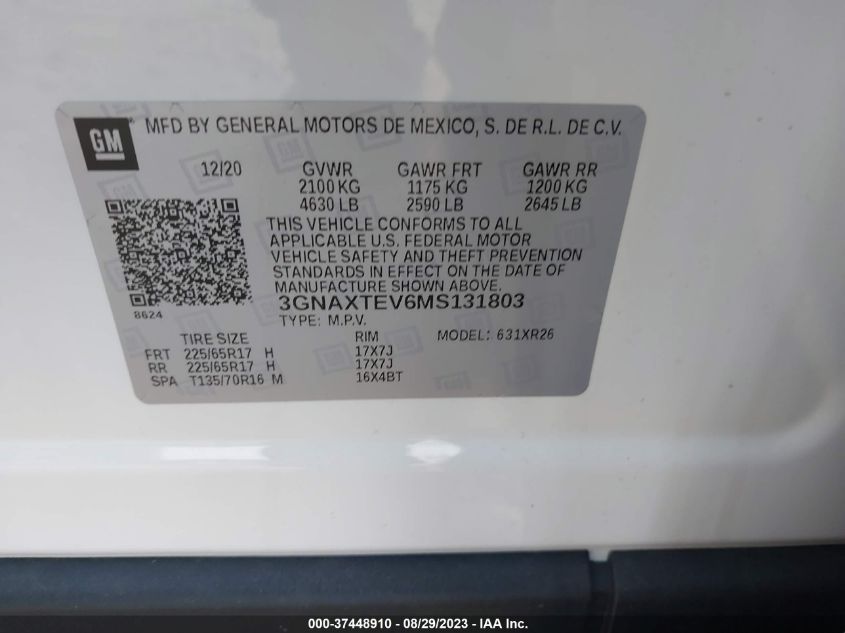 GM
MFD BY GENERAL MOTORS DE MEXICO, S. DE R.L. DE C.V.
12/20 GVWR GAWR FRT GAWR RR
2100 KG 1175 KG 1200 KG
4630 LB 2590 LB 2645 LB
THIS VEHICLE CONFORMS TO ALL
APPLICABLE U.S. FEDERAL MOTOR
VEHICLE SAFETY AND THEFT PREVENTION
STANDARDS IN EFFECT ON THE DATE OF
MANUFACTURE SHOWN ABOVE.
3GNAXTEV6MS131803
8624
TYPE: M.P.V. MODEL: 631XR26
TIRE SIZE RIM
FRT 225/65R17 H 17X7J
RR 225/65R17 H 17X7J
SPA T135/70R16 M 16X4BT
000-37448910 - 08/29/2023 - IAA Inc.